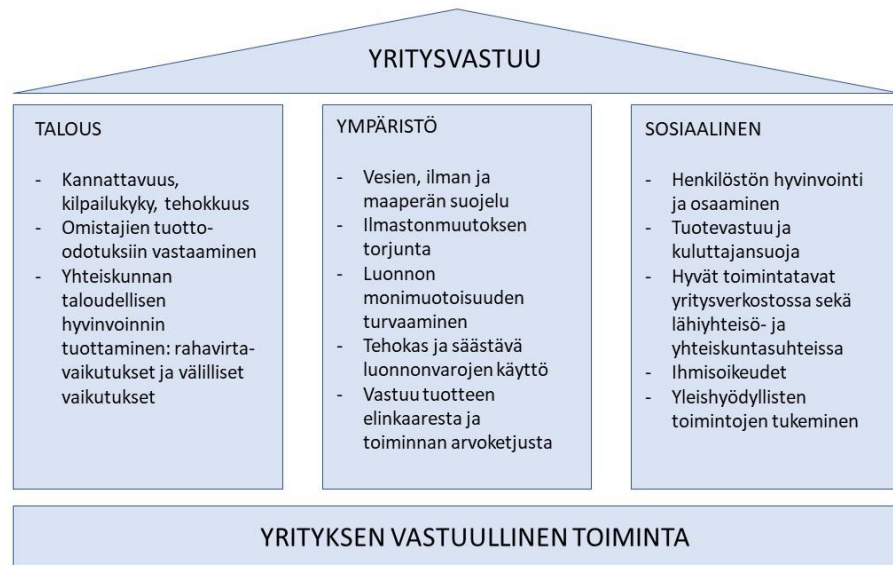 YRITYSVASTUU
TALOUS
- Kannattavuus,
kilpailukyky, tehokkuus
- Omistajien tuotto-
odotuksiin vastaaminen
- Yhteiskunnan
taloudellisen
hyvinvoinnin
tuottaminen: rahavirta-
vaikutukset ja välilliset
vaikutukset
YMPÄRISTÖ
- Vesien, ilman ja
maaperän suojelu
- Ilmastonmuutoksen
torjunta
- Luonnon
monimuotoisuuden
turvaaminen
- Tehokas ja säästävä
luonnonvarojen käyttö
- Vastuu tuotteen
elinkaaresta ja
toiminnan arvoketjusta
SOSIAALINEN
- Henkilöstön hyvinvointi
ja osaaminen
- Tuotevastuu ja
kuluttajansuoja
- Hyvät toimintatavat
yritysverkostossa sekä
lähiyhteisö- ja
yhteiskuntasuhteissa
- Ihmisoikeudet
- Yleishyödyllisten
toimintojen tukeminen
YRITYKSEN VASTUULLINEN TOIMINTA